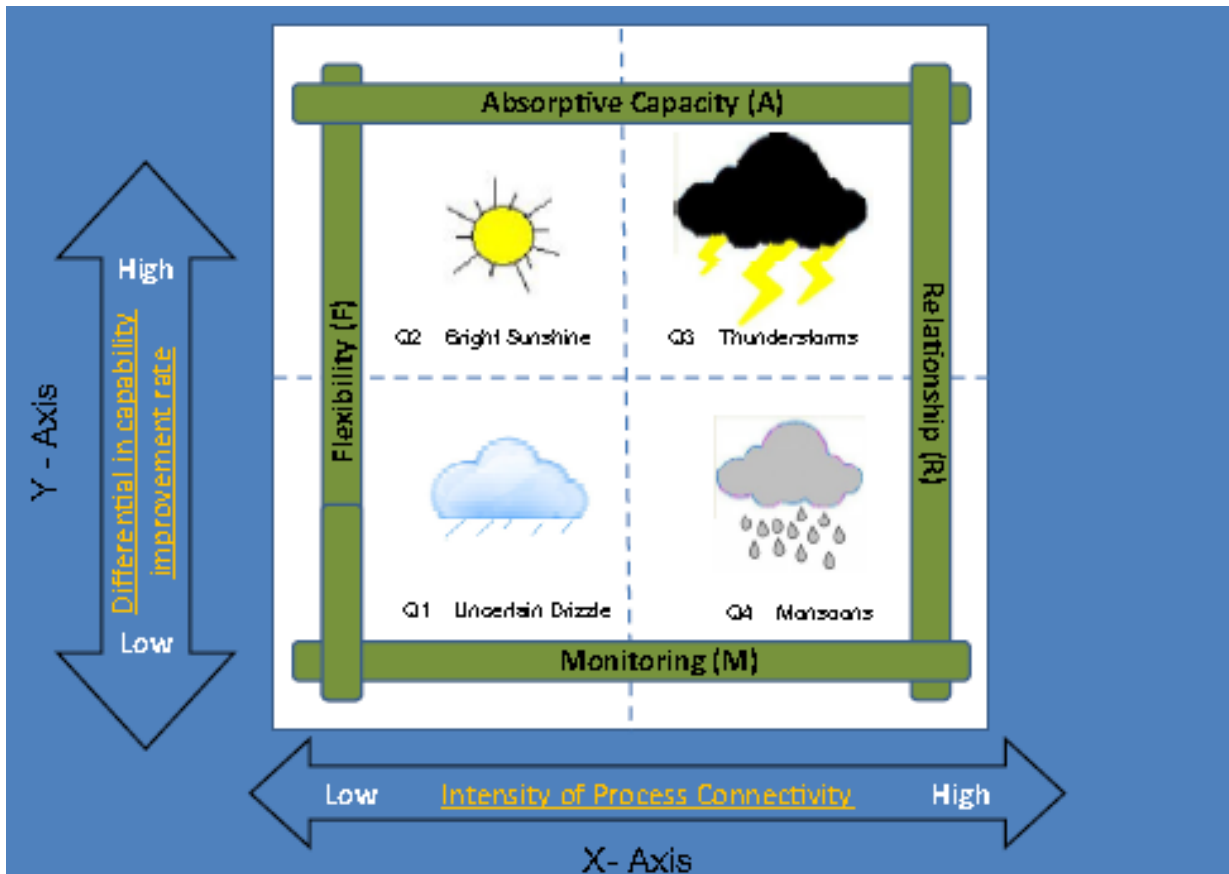 Absorptive Capacity (A)
High
Differential in capability
improvement rate
Low
Y - Axis
Flexibility (F)
Relationship (R)
Q2 Bright Sunshine
Q3 Thunderstorms
Q1 Uncertain Drizzle
Q4 Monsoons
Monitoring (M)
Low Intensity of Process Connectivity High
X- Axis